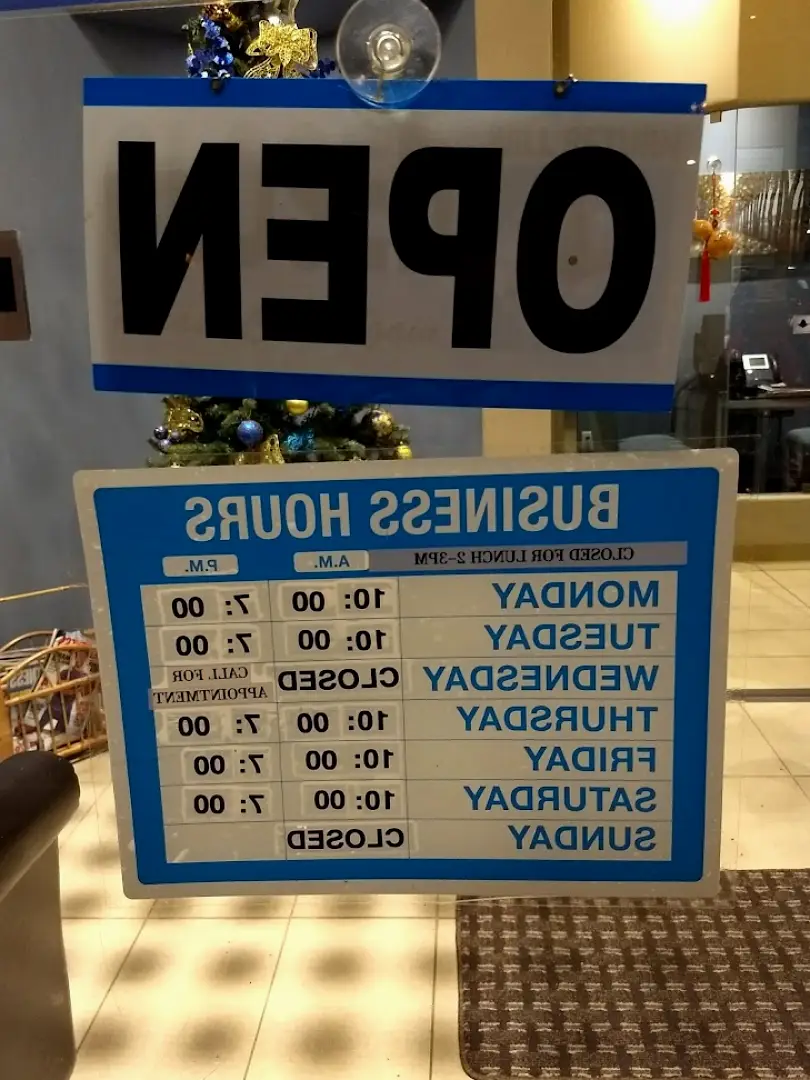 OPEN
BUSINESS HOURS
CLOSED FOR LUNCH 2-3PM A.M. P.M.
MONDAY 10: 00 7: 00
TUESDAY 10: 00 7: 00
WEDNESDAY CLOSED CALL FOR
APPOINTMENT
THURSDAY 10: 00 7: 00
FRIDAY 10: 00 7: 00
SATURDAY 10: 00 7: 00
SUNDAY CLOSED